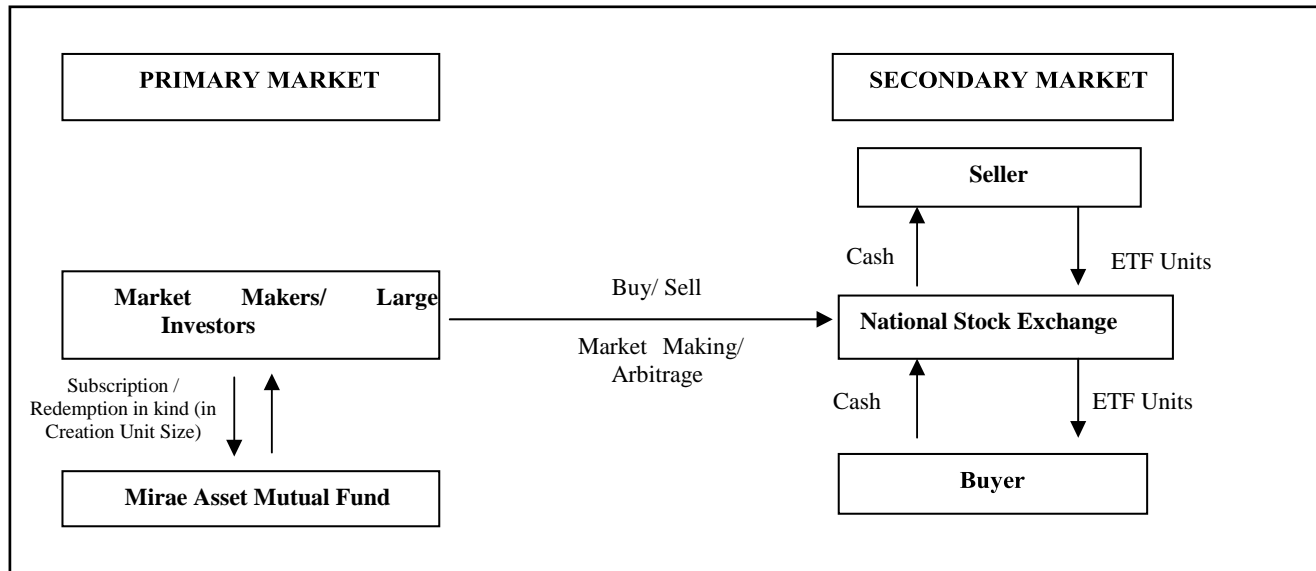 PRIMARY MARKET
SECONDARY MARKET
Seller
Cash
ETF Units
Market Makers/ Large
Investors
Buy/ Sell
National Stock Exchange
Market Making/
Arbitrage
Subscription /
Redemption in kind (in
Creation Unit Size)
Cash
ETF Units
Mirae Asset Mutual Fund
Buyer